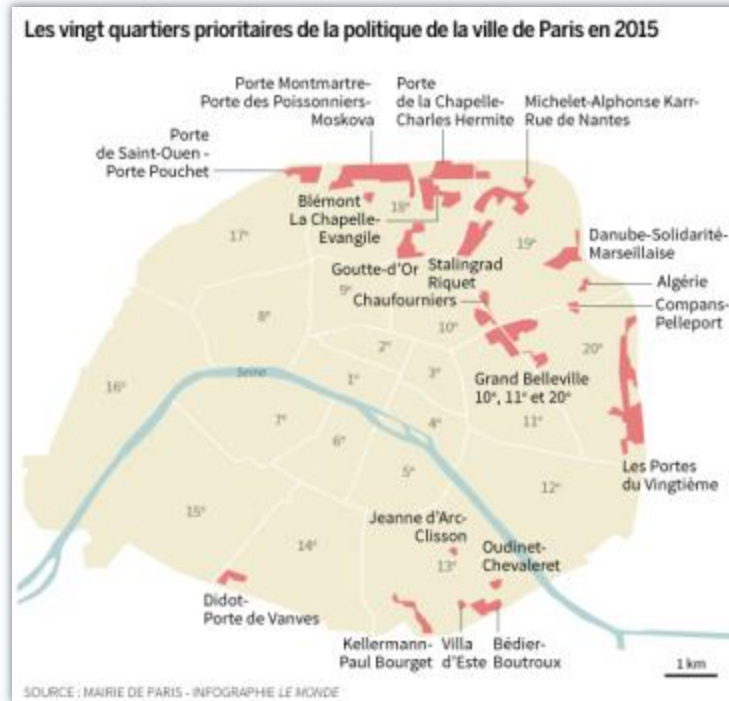 Les vingt quartiers prioritaires de la politique de la ville de Paris en 2015
Porte Montmartre-
Porte des Poissonniers-
Moskova
Porte
de la Chapelle-
Charles Hermite
Michelet-Alphonse Karr-
Rue de Nantes
Porte
de Saint-Ouen -
Porte Pouchet
Blémont
La Chapelle-
Evangile
18e
17e
19e
Danube-Solidarité-
Marseillaise
Goutte-d'Or
Stalingrad
Riquet
Algérie
Chaufourniers
Compans-
Pelleport
9e
8e
10e
2e
20e
Seine
1e
3e
16e
Grand Belleville
10e, 11e et 20e
7e
4e
11e
6e
5e
Les Portes
du Vingtième
12e
15e
14e
Jeanne d'Arc-
Clisson
13e
Oudinet-
Chevaleret
Didot-
Porte de Vanves
Kellermann-
Paul Bourget
Villa
d'Este
Bédier-
Boutroux
1 km
SOURCE : MAIRIE DE PARIS - INFOGRAPHIE LE MONDE